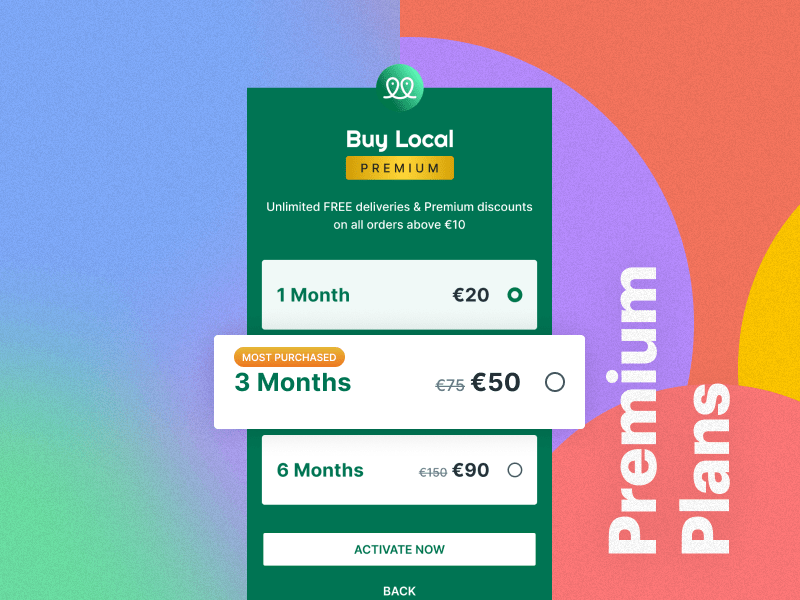 Buy Local
PREMIUM
Unlimited FREE deliveries & Premium discounts
on all orders above €10
1 Month €20
MOST PURCHASED
3 Months €75 €50
6 Months €150 €90
ACTIVATE NOW
BACK
Premium
Plans